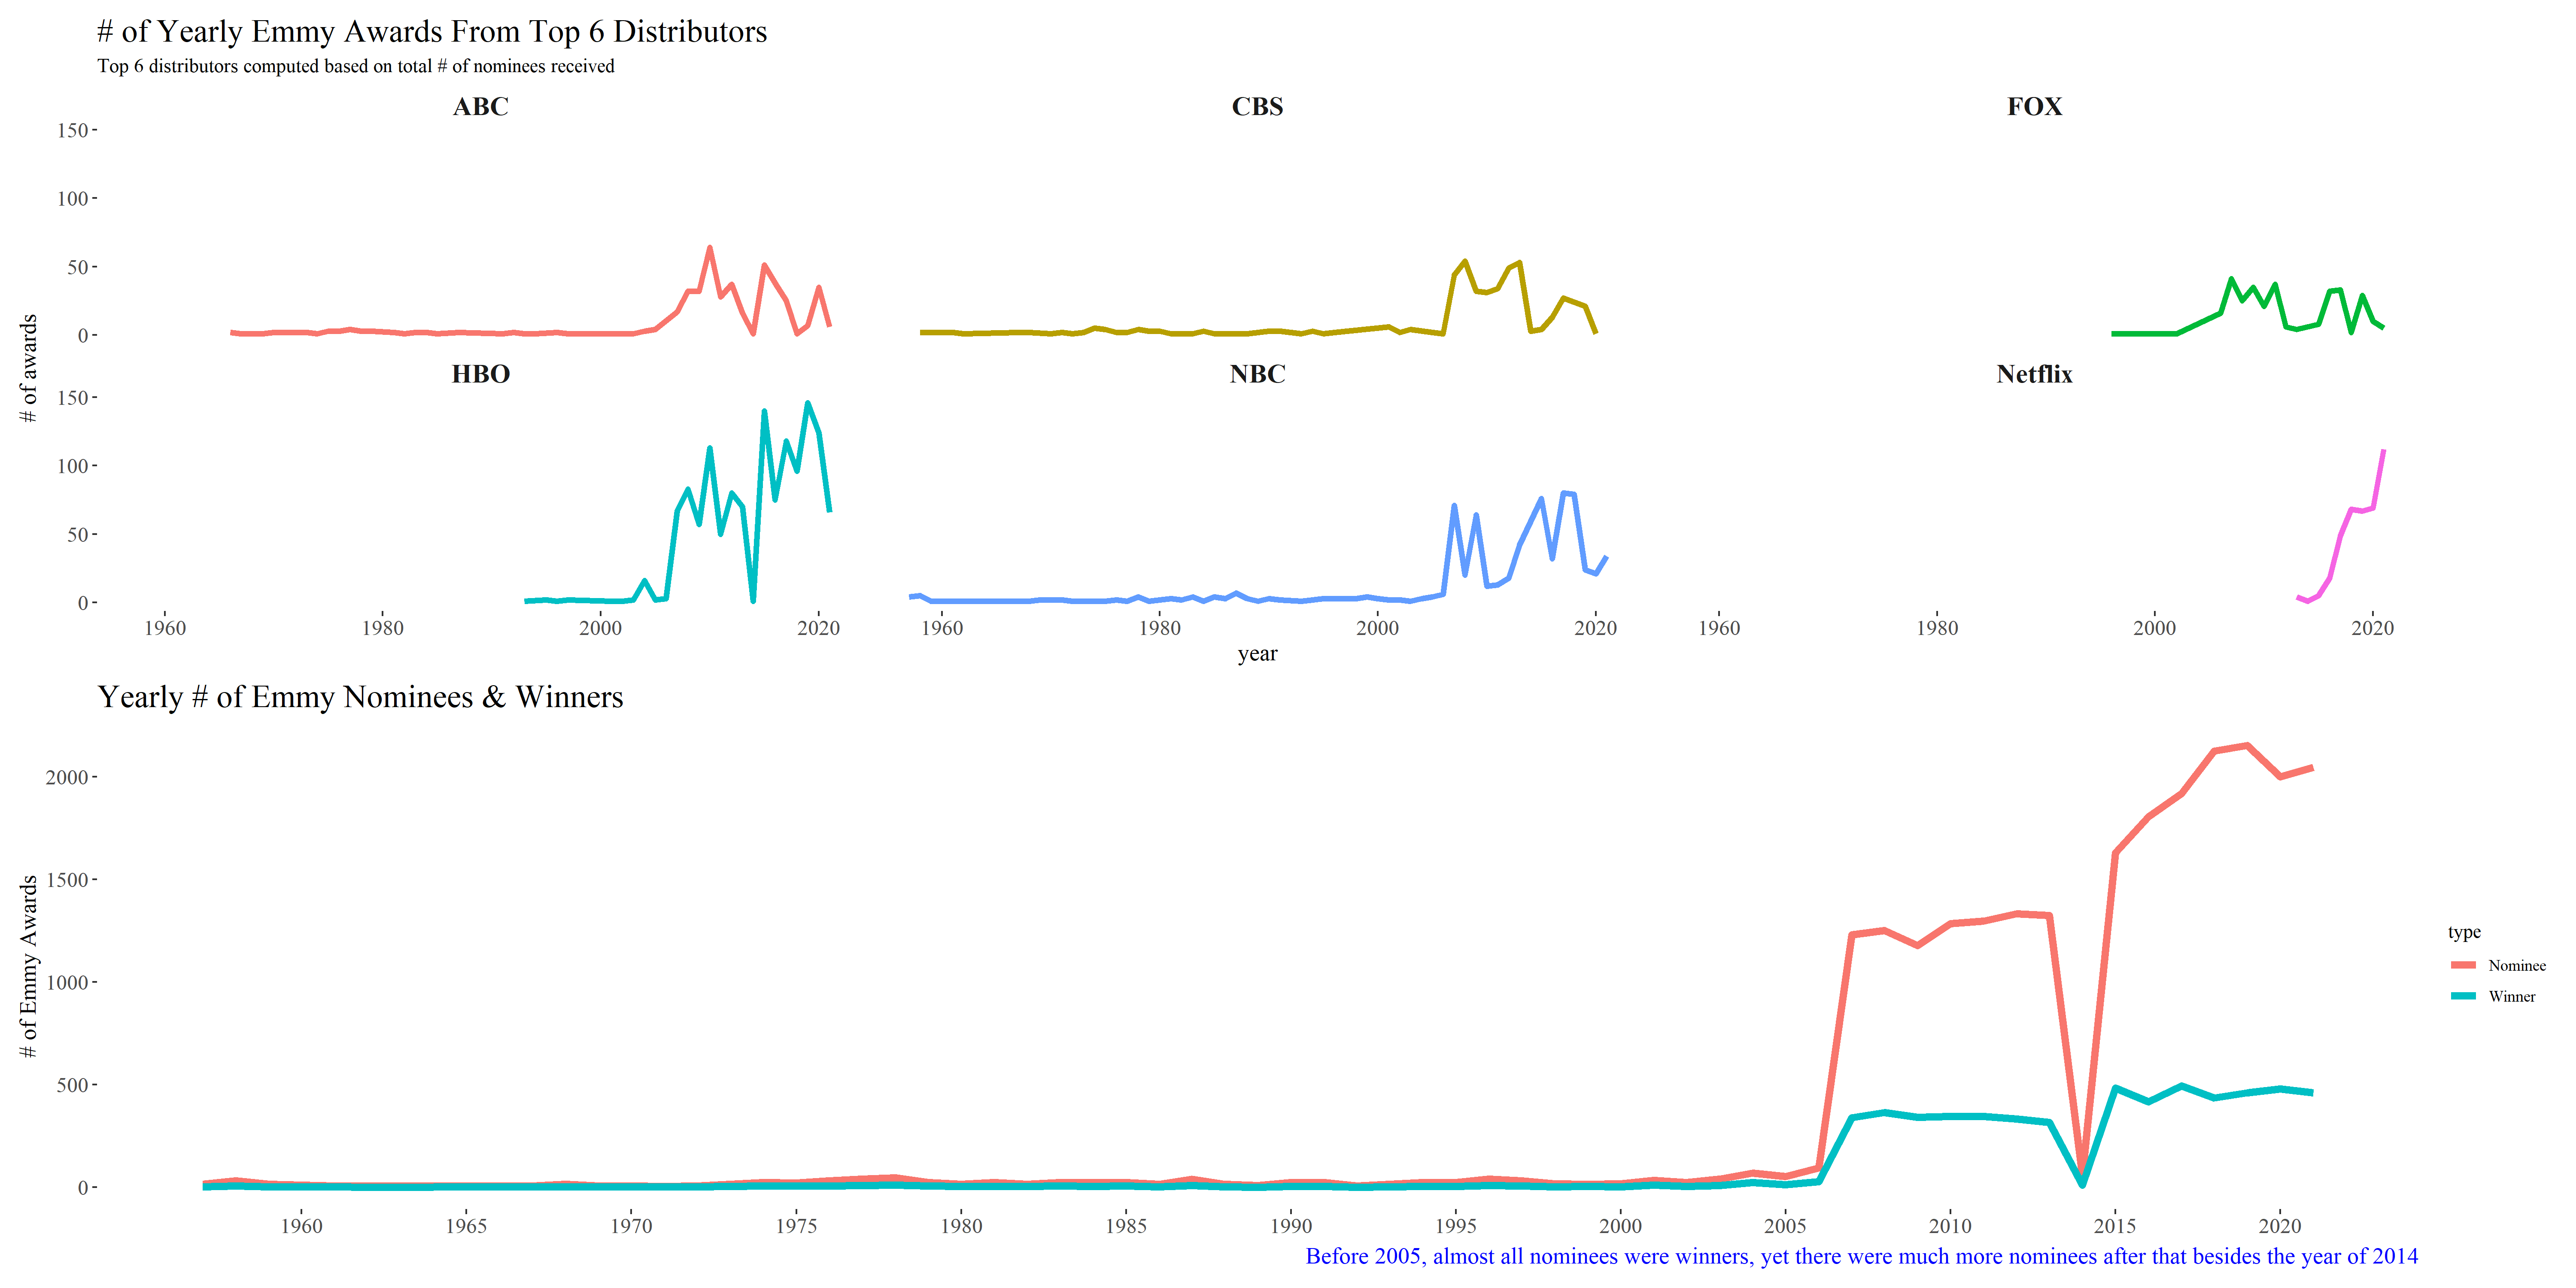 # of Yearly Emmy Awards From Top 6 Distributors
Top 6 distributors computed based on total # of nominees received
ABC
CBS
FOX
150
100
50
0
# of awards
HBO
NBC
Netflix
150
100
50
0
1960 1980 2000 2020 1960 1980 2000 2020 1960 1980 2000 2020
year
Yearly # of Emmy Nominees & Winners
2000
1500
1000
500
0
# of Emmy Awards
type
Nominee
Winner
1960 1965 1970 1975 1980 1985 1990 1995 2000 2005 2010 2015 2020
Before 2005, almost all nominees were winners, yet there were much more nominees after that besides the year of 2014